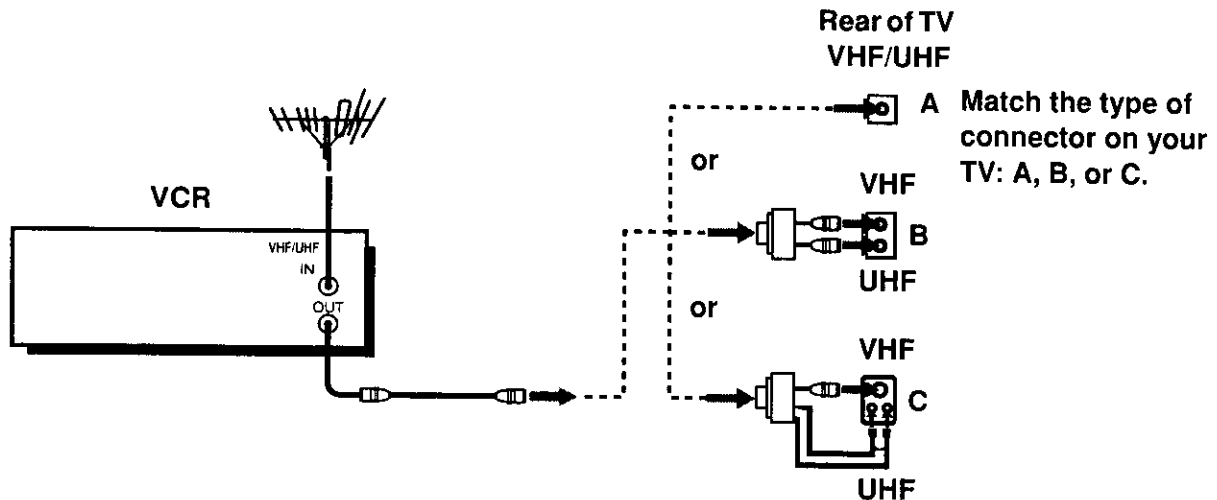 Rear of TV
VHF/UHF
A
Match the type of
connector on your
TV: A, B, or C.
or
VHF
VCR
VHF/UHF
IN
B
OUT
UHF
or
VHF
C
UHF